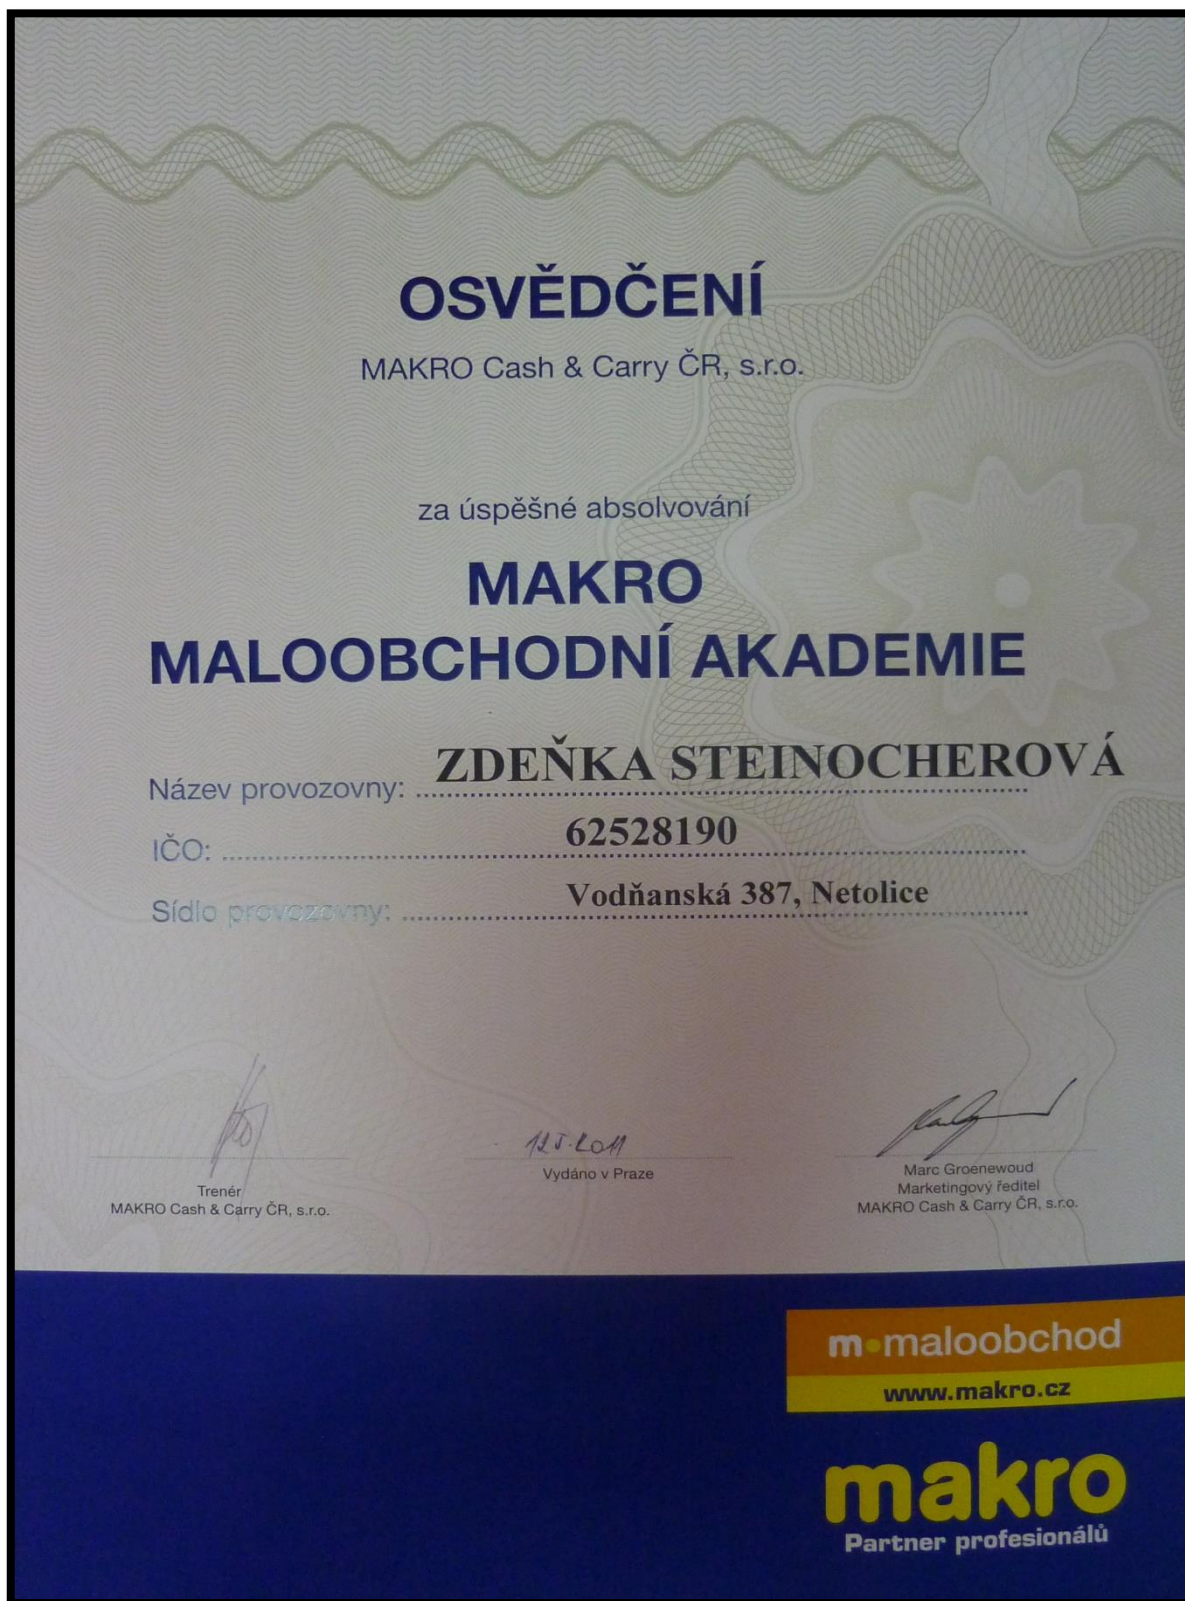 OSVĚDČENÍ
MAKRO Cash & Carry ČR, s.r.o.
za úspěšné absolvování
MAKRO
MALOOBCHODNÍ AKADEMIE
Název provozovny: ZDEŇKA STEINOCHEROVÁ
IČO: 62528190
Sídlo provozovny: Vodňanská 387, Netolice
Vydáno v Praze
Trenér
MAKRO Cash & Carry ČR, s.r.o.
Marc Groenewoud
Marketingový ředitel
MAKRO Cash & Carry ČR, s.r.o.
m maloobchod
www.makro.cz
makro
Partner profesionálů